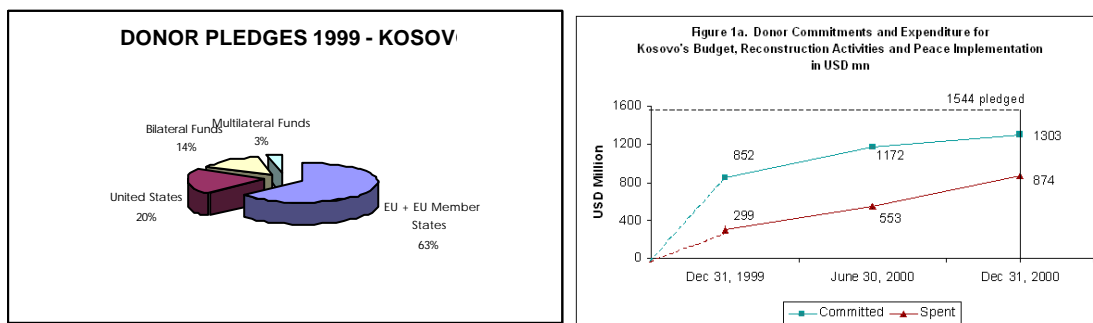 DONOR PLEDGES 1999 - KOSOV
Multilateral Funds
3%
Bilateral Funds
14%
United States
20%
EU + EU Member
States
63%
Figure 1a. Donor Commitments and Expenditure for
Kosovo's Budget, Reconstruction Activities and Peace Implementation
in USD mn
1544 pledged
USD Million
1600
1200
800
400
0
852
1172
1303
299
553
874
Dec 31, 1999
June 30, 2000
Dec 31, 2000
Committed
Spent